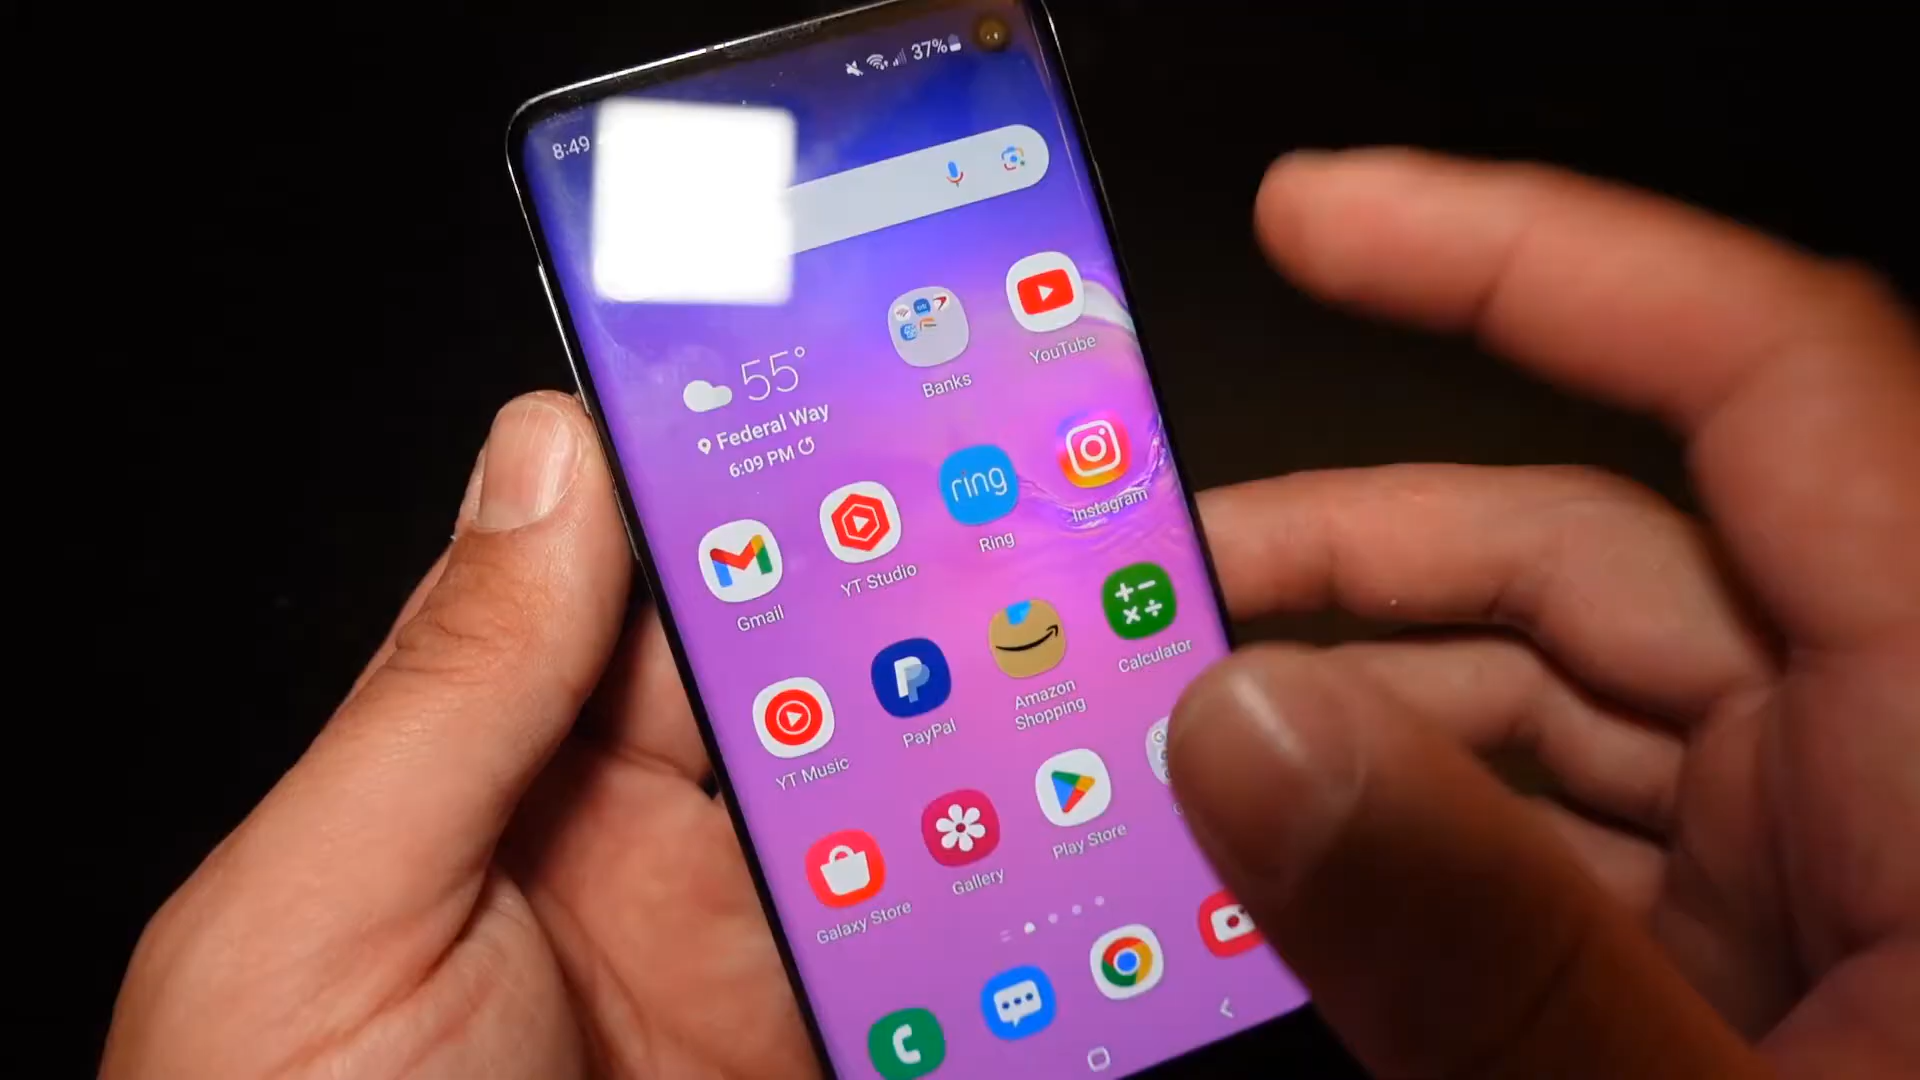 8:49
37%
55°
Federal Way
6:09 PM
Banks
YouTube
Gmail
YT Studio
ring
Ring
Instagram
YT Music
PayPal
Amazon
Shopping
Calculator
Galaxy Store
Gallery
Play Store